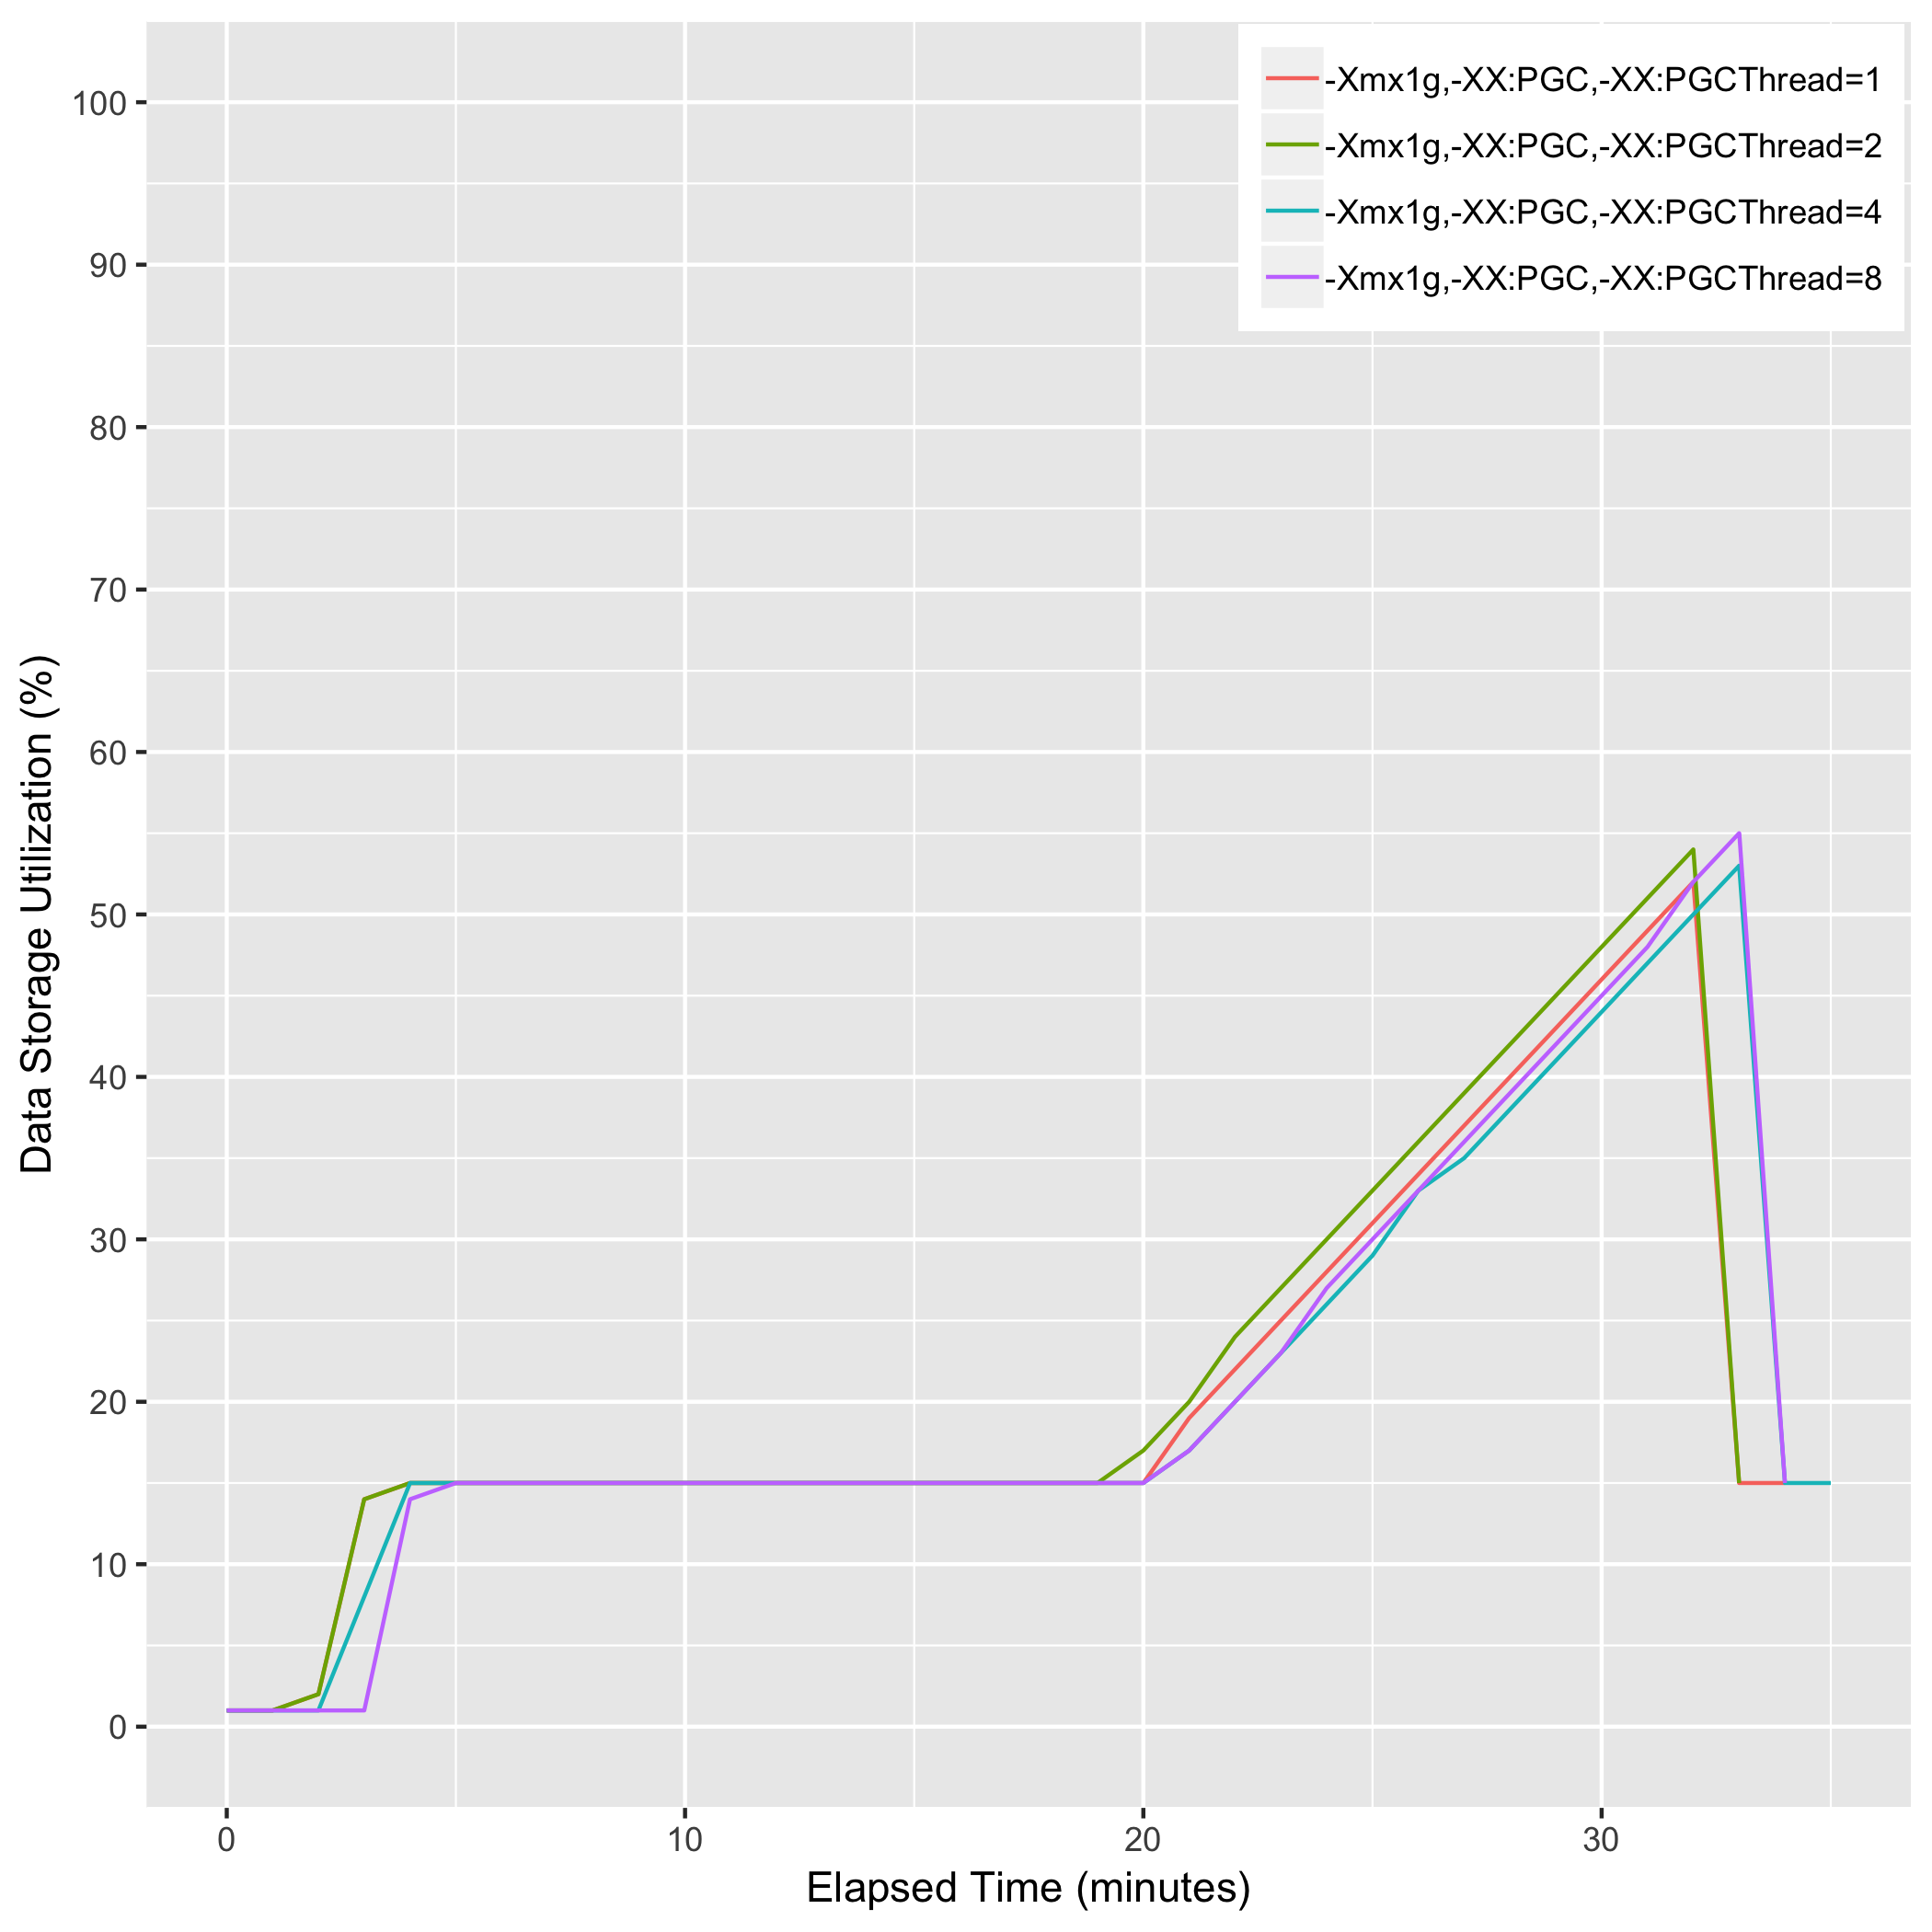 -Xmx1g,-XX:PGC,-XX:PGCThread=1
-Xmx1g,-XX:PGC,-XX:PGCThread=2
-Xmx1g,-XX:PGC,-XX:PGCThread=4
-Xmx1g,-XX:PGC,-XX:PGCThread=8
Data Storage Utilization (%)
100
90
80
70
60
50
40
30
20
10
0
0 10 20 30
Elapsed Time (minutes)